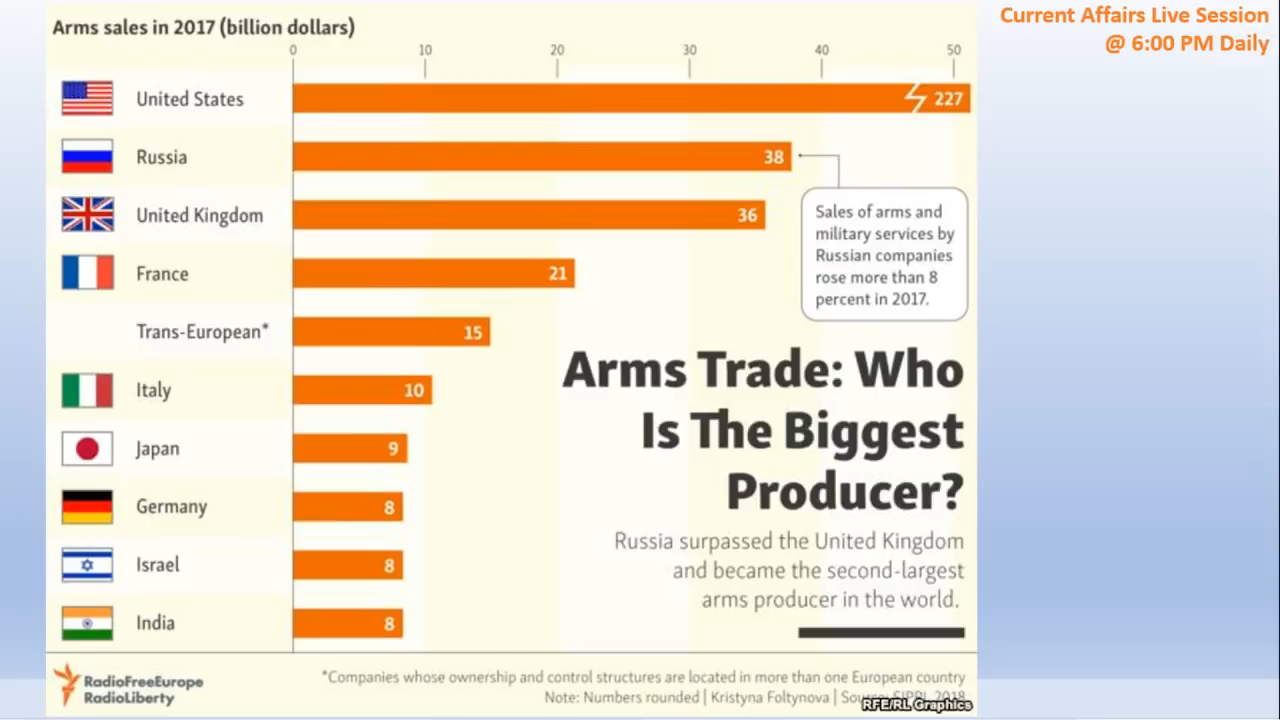 Current Affairs Live Session
@ 6:00 PM Daily
Arms sales in 2017 (billion dollars)
0 10 20 30 40 50
United States 227
Russia 38
United Kingdom 36
France 21
Trans-European* 15
Italy 10
Japan 9
Germany 8
Israel 8
India 8
Sales of arms and
military services by
Russian companies
rose more than 8
percent in 2017.
Arms Trade: Who
Is The Biggest
Producer?
Russia surpassed the United Kingdom
and became the second-largest
arms producer in the world.
RadioFreeEurope
RadioLiberty
*Companies whose ownership and control structures are located in more than one European country
Note: Numbers rounded | Kristyna Foltynova | Source: SIPRI, 2018
RFE/RL Graphics